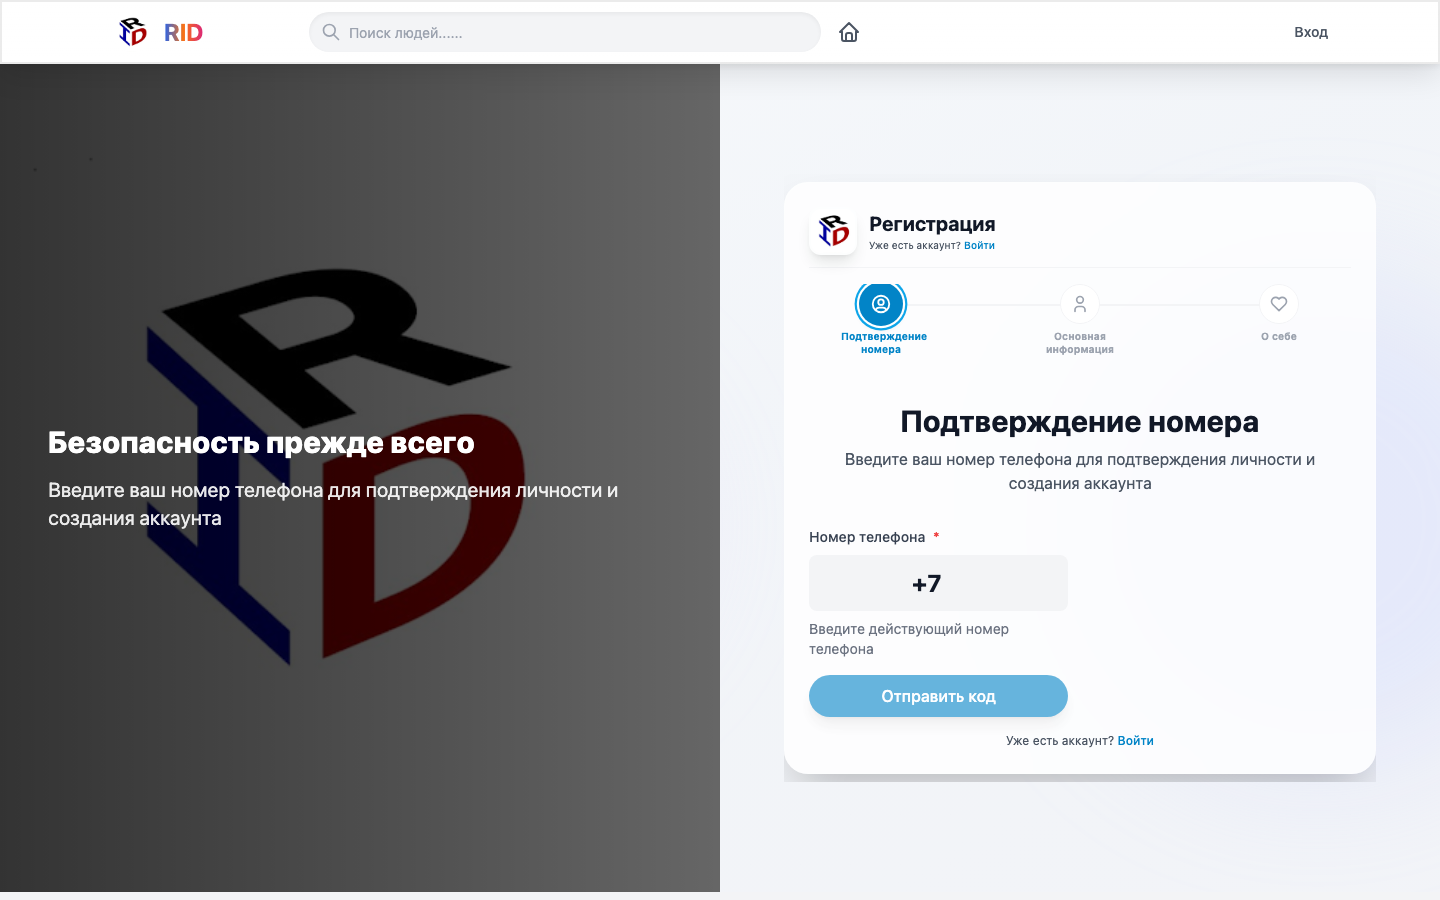 RID
Поиск людей......
Вход
RID
Безопасность прежде всего
Введите ваш номер телефона для подтверждения личности и
создания аккаунта
RID
Регистрация
Уже есть аккаунт? Войти
Подтверждение
номера
Основная
информация
О себе
Подтверждение номера
Введите ваш номер телефона для подтверждения личности и
создания аккаунта
Номер телефона *
+7
Введите действующий номер
телефона
Отправить код
Уже есть аккаунт? Войти